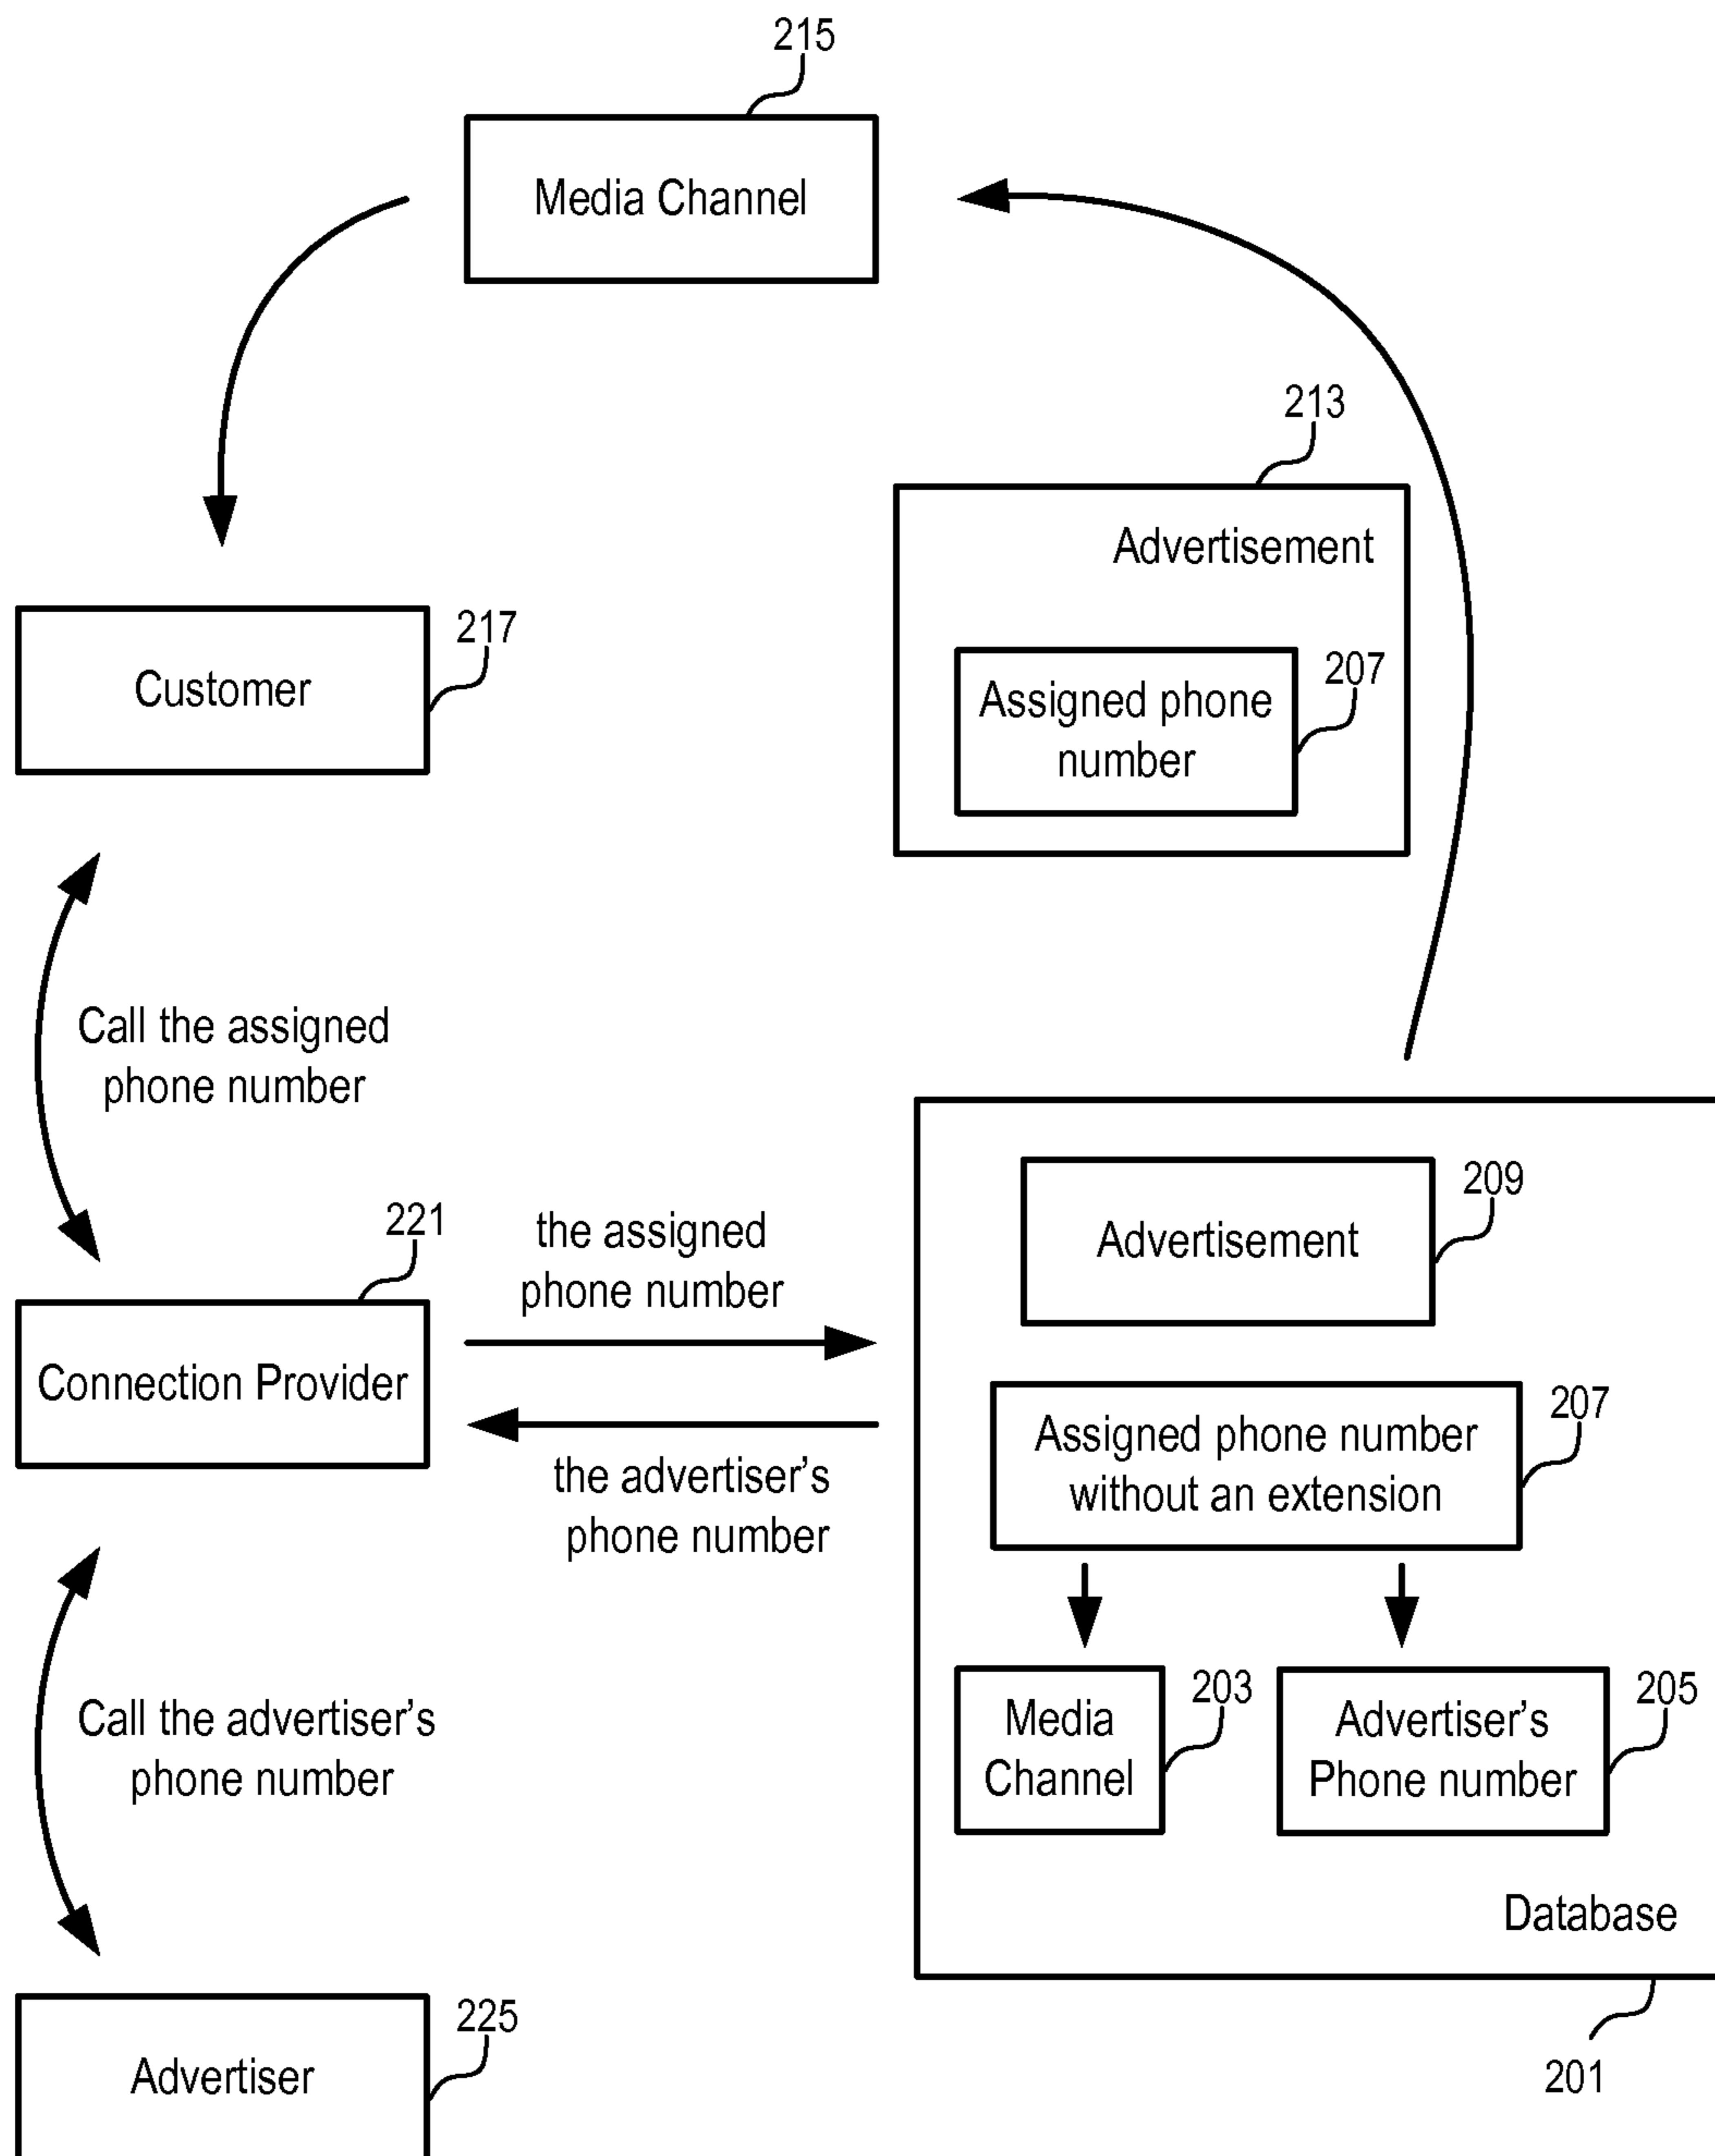 215
Media Channel
213
Advertisement
217
Customer
207
Assigned phone
number
Call the assigned
phone number
209
Advertisement
221
the assigned
phone number
Connection Provider
207
Assigned phone number
without an extension
the advertiser's
phone number
203
Media
Channel
205
Advertiser's
Phone number
Call the advertiser's
phone number
Database
225
Advertiser
201